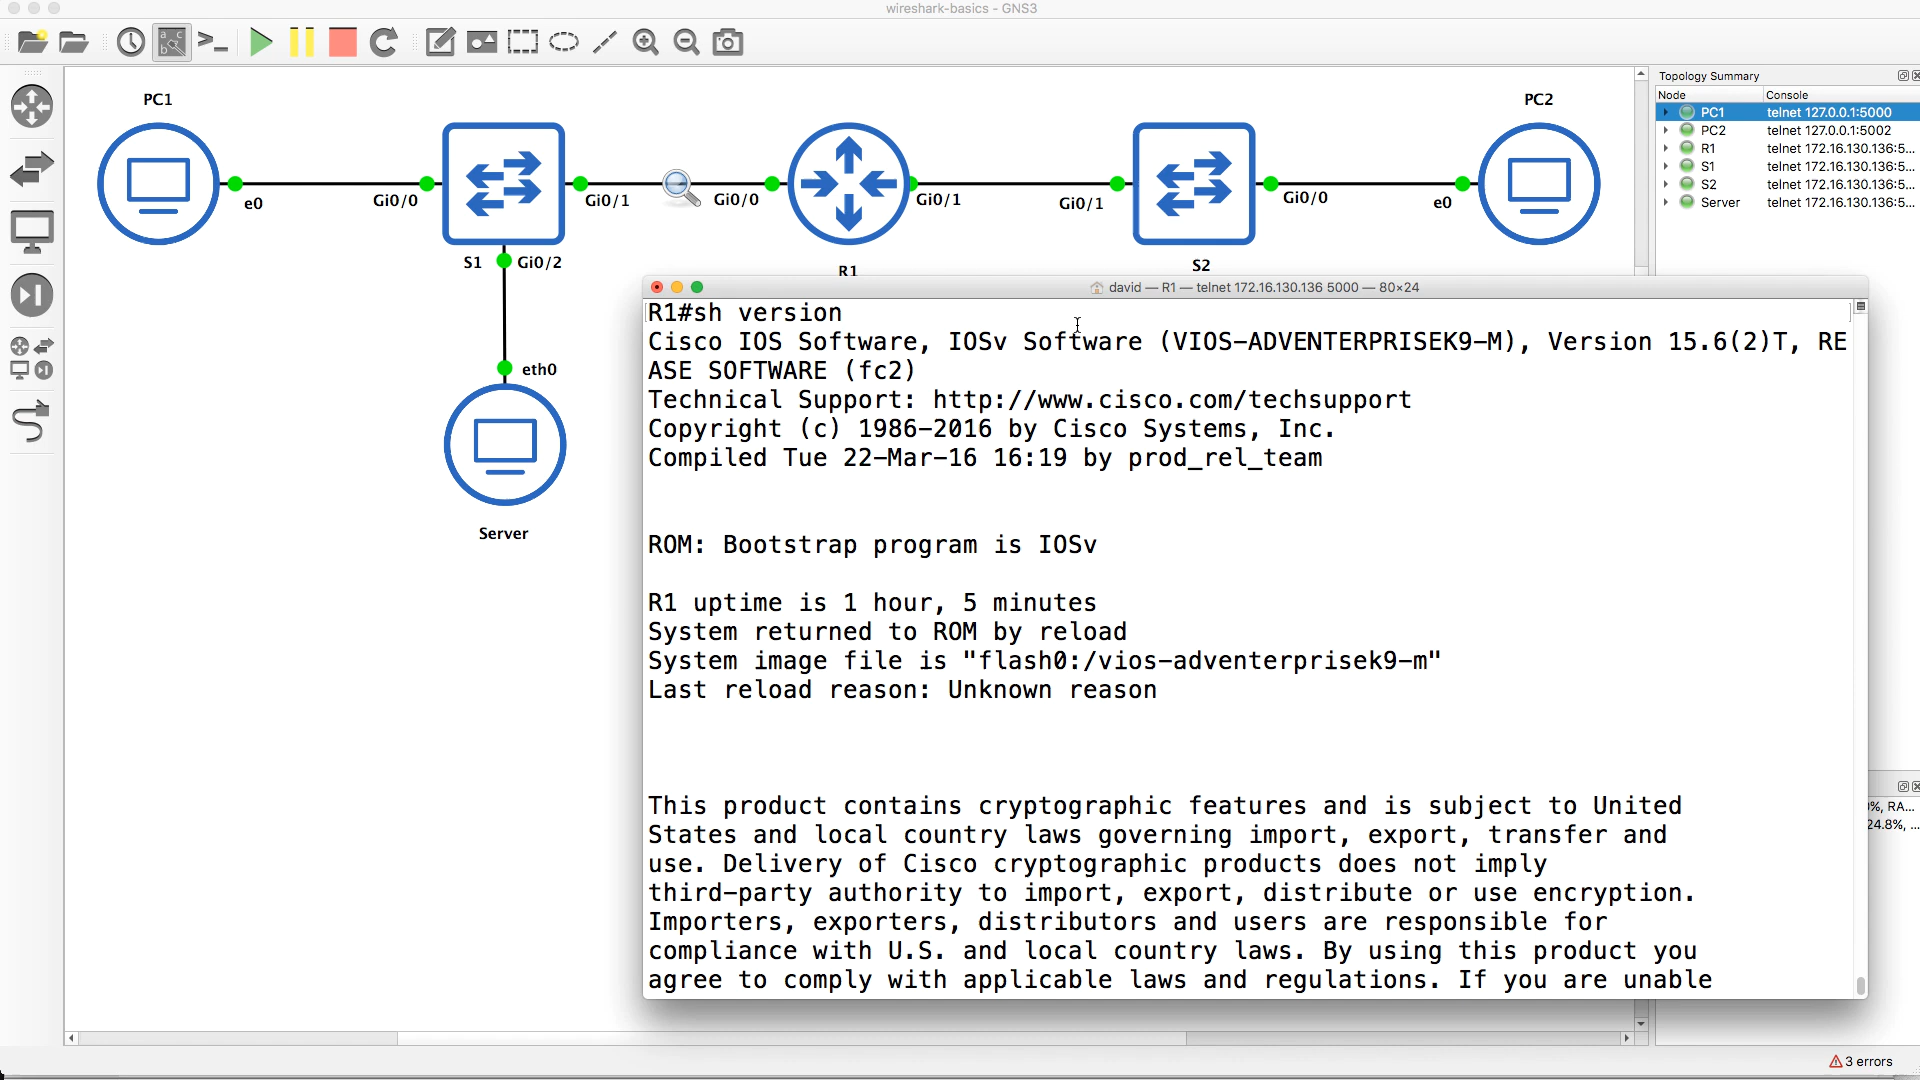 wireshark-basics - GNS3
PC1
PC2
e0
Gi0/0
Gi0/1
Gi0/0
Gi0/1
Gi0/1
Gi0/0
e0
S1
Gi0/2
R1
S2
eth0
Server
Topology Summary
Node Console
PC1 telnet 127.0.0.1:5000
PC2 telnet 127.0.0.1:5002
R1 telnet 172.16.130.136:5...
S1 telnet 172.16.130.136:5...
S2 telnet 172.16.130.136:5...
Server telnet 172.16.130.136:5...
david — R1 — telnet 172.16.130.136 5000 — 80×24
R1#sh version
Cisco IOS Software, IOSv Software (VIOS-ADVENTERPRISEK9-M), Version 15.6(2)T, RE
ASE SOFTWARE (fc2)
Technical Support: http://www.cisco.com/techsupport
Copyright (c) 1986-2016 by Cisco Systems, Inc.
Compiled Tue 22-Mar-16 16:19 by prod_rel_team
ROM: Bootstrap program is IOSv
R1 uptime is 1 hour, 5 minutes
System returned to ROM by reload
System image file is "flash0:/vios-adventerprisek9-m"
Last reload reason: Unknown reason
This product contains cryptographic features and is subject to United
States and local country laws governing import, export, transfer and
use. Delivery of Cisco cryptographic products does not imply
third-party authority to import, export, distribute or use encryption.
Importers, exporters, distributors and users are responsible for
compliance with U.S. and local country laws. By using this product you
agree to comply with applicable laws and regulations. If you are unable
%, RA...
24.8%, ...
3 errors